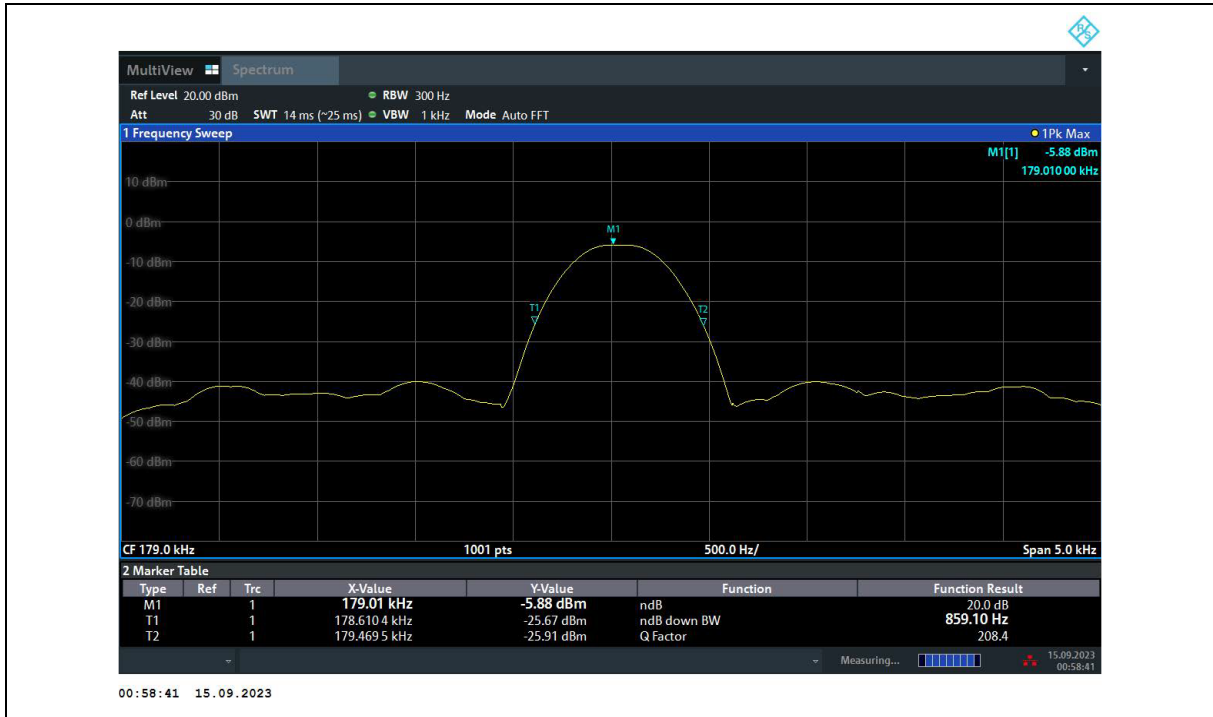 R&S
MultiView Spectrum
Ref Level 20.00 dBm RBW 300 Hz
Att 30 dB SWT 14 ms (~25 ms) VBW 1 kHz Mode Auto FFT
1 Frequency Sweep 1Pk Max
M1[1] -5.88 dBm
179.010 00 kHz
10 dBm
0 dBm
M1
-10 dBm
-20 dBm
T1 T2
-30 dBm
-40 dBm
-50 dBm
-60 dBm
-70 dBm
CF 179.0 kHz 1001 pts 500.0 Hz/ Span 5.0 kHz
2 Marker Table
Type Ref Trc X-Value Y-Value Function Function Result
M1 1 179.01 kHz -5.88 dBm ndB 20.0 dB
T1 1 178.610 4 kHz -25.67 dBm ndB down BW 859.10 Hz
T2 1 179.469 5 kHz -25.91 dBm Q Factor 208.4
Measuring... 15.09.2023
00:58:41
00:58:41 15.09.2023